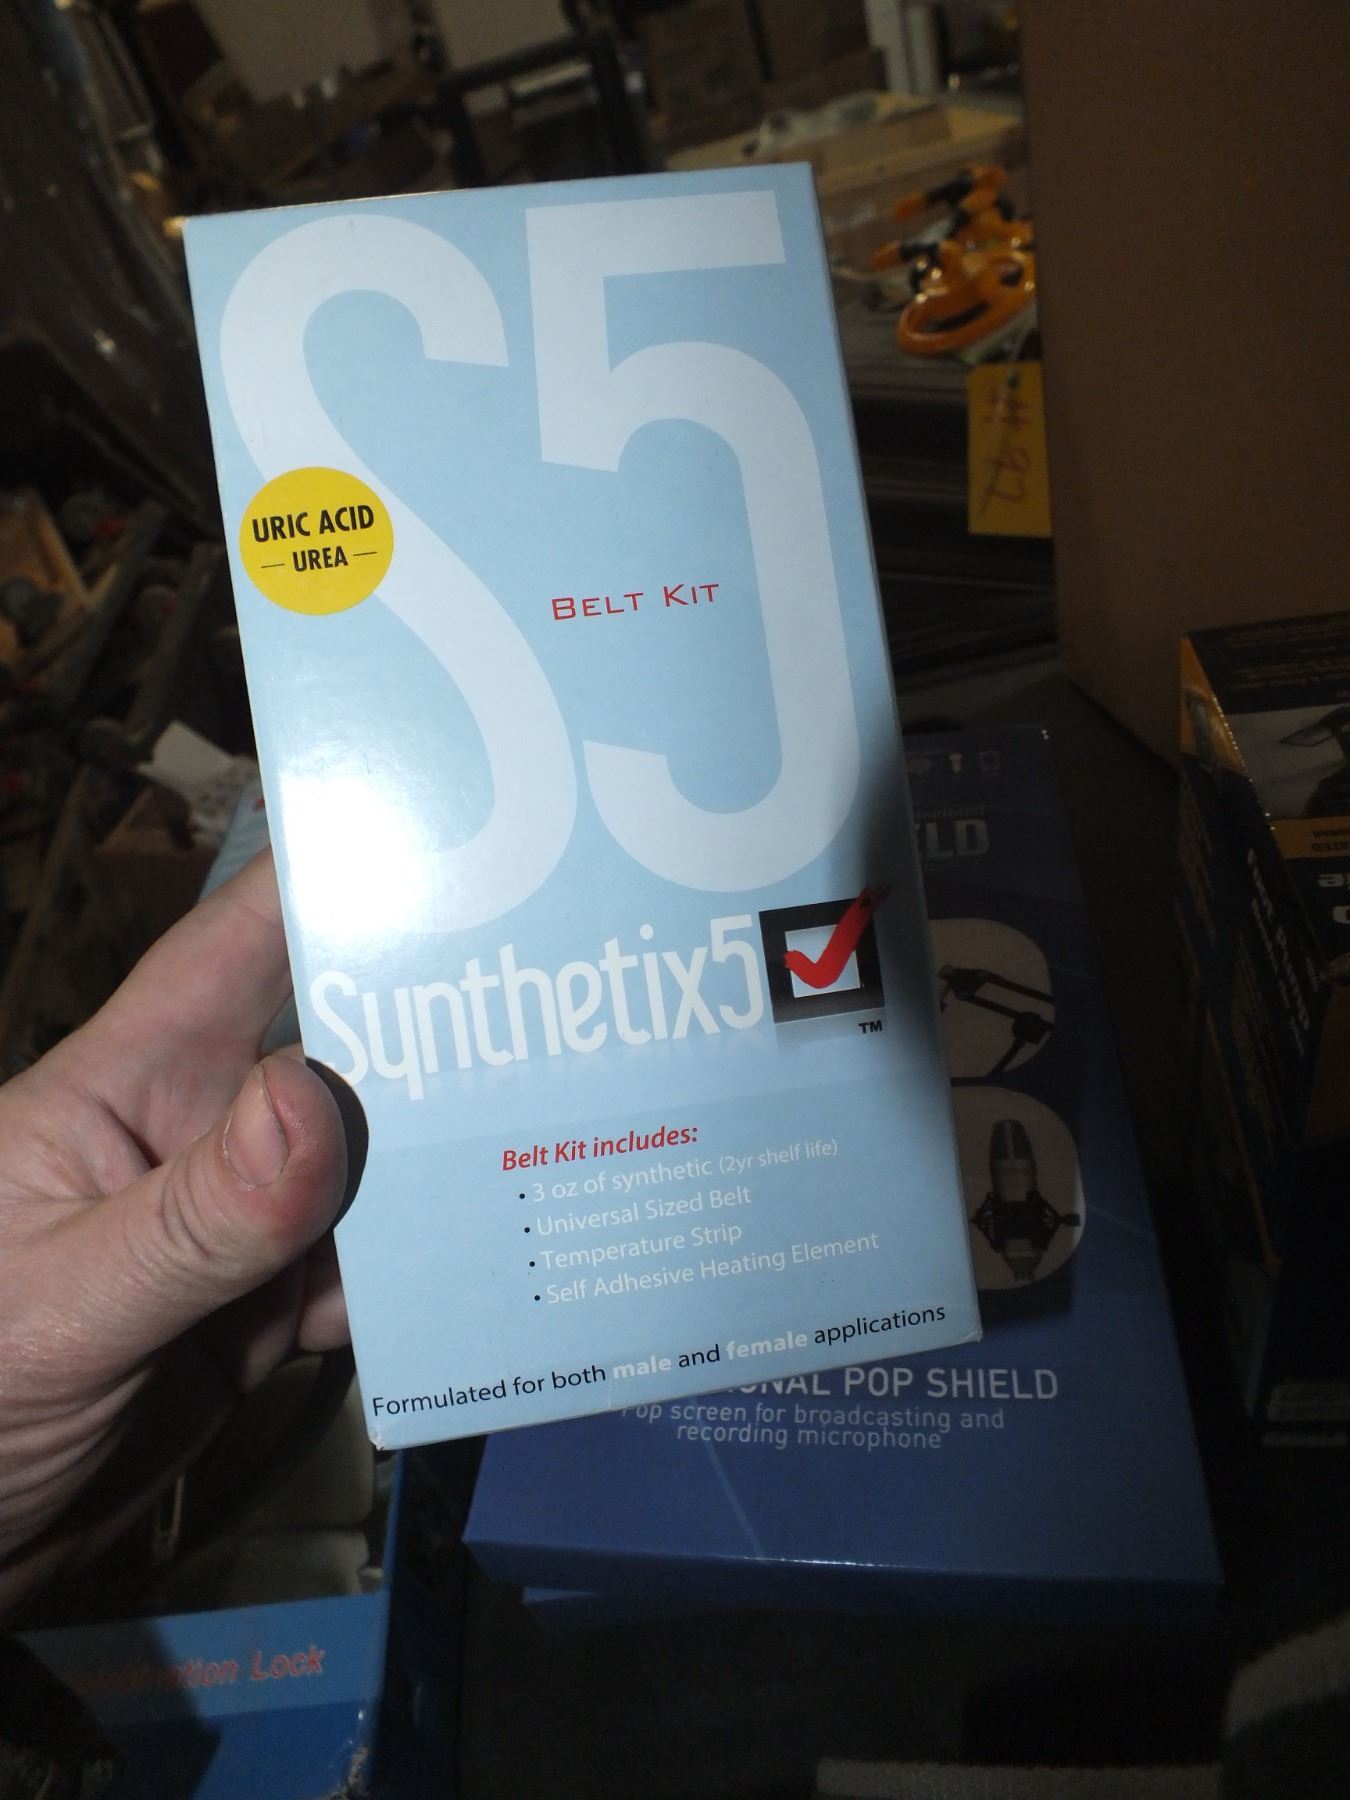 S5
URIC ACID
— UREA —
BELT KIT
Synthetix5
TM
Belt Kit includes:
• 3 oz of synthetic (2yr shelf life)
• Universal Sized Belt
• Temperature Strip
• Self Adhesive Heating Element
Formulated for both male and female applications
POP SHIELD
Pop screen for broadcasting and
recording microphone
Lock